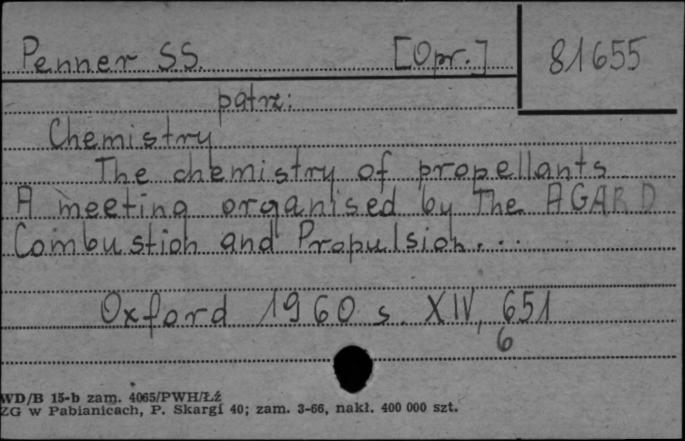 Penner SS. [Opr.] 81655
patrz:
Chemistry
The chemistry of propellants
A meeting organised by The AGARD
Combustion and Propulsion...
Oxford 1960 s. XIV, 651
6
WD/B 15-b zam. 4065/PWH/Łź
ZG w Pabianicach, P. Skargi 40; zam. 3-66, nakł. 400 000 szt.